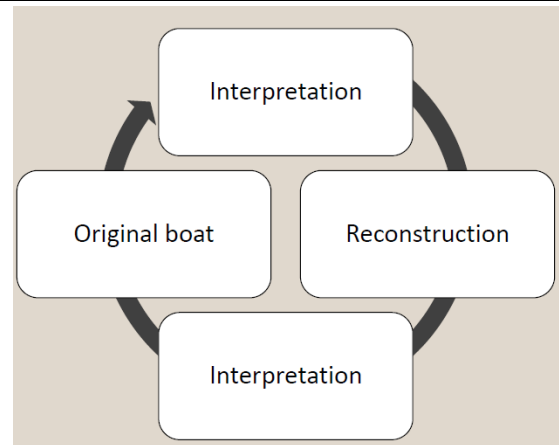 Interpretation
Original boat
Reconstruction
Interpretation